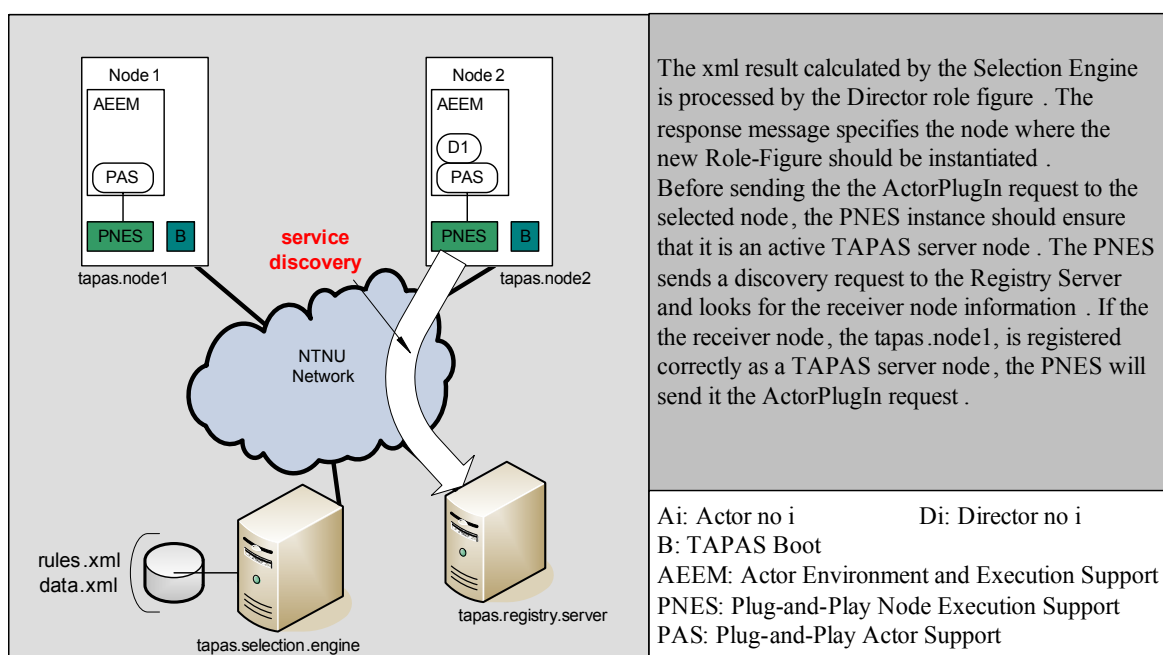 Node 1
AEEM
PAS
PNES
B
tapas.node1
Node 2
AEEM
D1
PAS
PNES
B
tapas.node2
service
discovery
NTNU
Network
rules.xml
data.xml
tapas.selection.engine
tapas.registry.server
The xml result calculated by the Selection Engine
is processed by the Director role figure . The
response message specifies the node where the
new Role-Figure should be instantiated .
Before sending the the ActorPlugIn request to the
selected node, the PNES instance should ensure
that it is an active TAPAS server node . The PNES
sends a discovery request to the Registry Server
and looks for the receiver node information . If the
the receiver node, the tapas.node1, is registered
correctly as a TAPAS server node, the PNES will
send it the ActorPlugIn request .
Ai: Actor no i Di: Director no i
B: TAPAS Boot
AEEM: Actor Environment and Execution Support
PNES: Plug-and-Play Node Execution Support
PAS: Plug-and-Play Actor Support